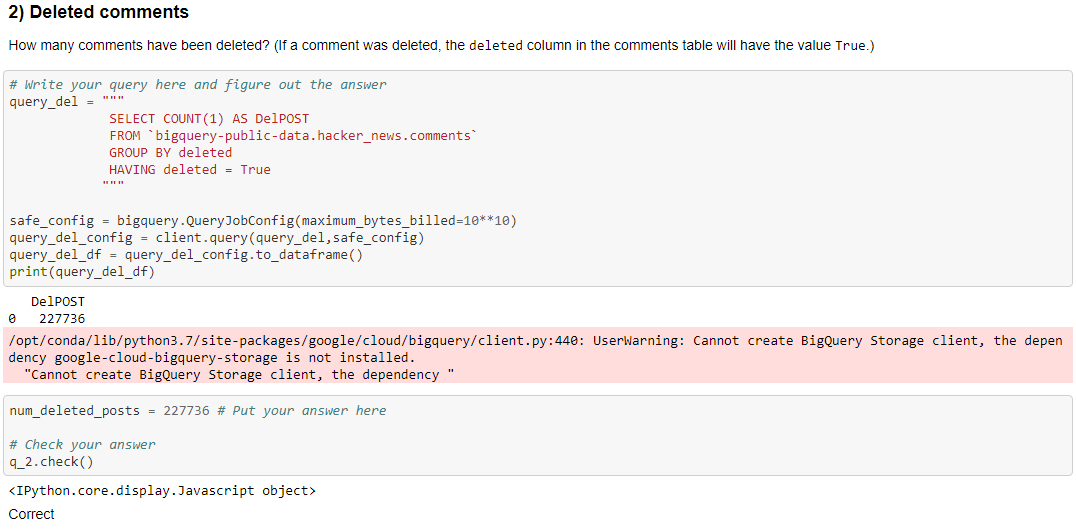 2) Deleted comments
How many comments have been deleted? (If a comment was deleted, the deleted column in the comments table will have the value True.)
# Write your query here and figure out the answer
query_del = """
            SELECT COUNT(1) AS DelPOST
            FROM `bigquery-public-data.hacker_news.comments`
            GROUP BY deleted
            HAVING deleted = True
            """
safe_config = bigquery.QueryJobConfig(maximum_bytes_billed=10**10)
query_del_config = client.query(query_del,safe_config)
query_del_df = query_del_config.to_dataframe()
print(query_del_df)
   DelPOST
0   227736
/opt/conda/lib/python3.7/site-packages/google/cloud/bigquery/client.py:440: UserWarning: Cannot create BigQuery Storage client, the depen
dency google-cloud-bigquery-storage is not installed.
  "Cannot create BigQuery Storage client, the dependency "
num_deleted_posts = 227736 # Put your answer here
# Check your answer
q_2.check()
<IPython.core.display.Javascript object>
Correct